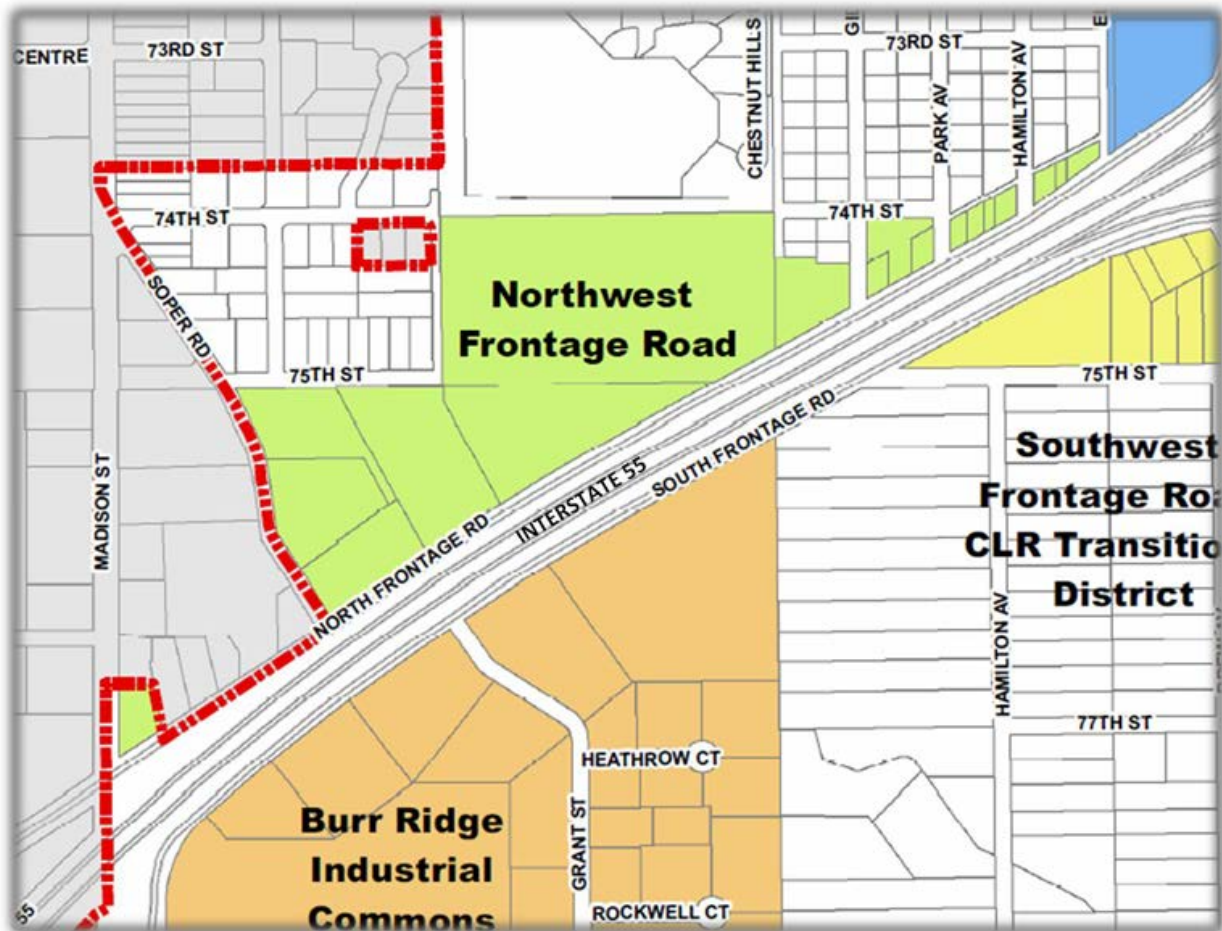 CENTRE
73RD ST
CHESTNUT HILLS
73RD ST
PARK AV
HAMILTON AV
74TH ST
74TH ST
Northwest
Frontage Road
SOPER RD
75TH ST
75TH ST
MADISON ST
NORTH FRONTAGE RD
INTERSTATE 55
SOUTH FRONTAGE RD
Southwest
Frontage Roa
CLR Transitio
District
HAMILTON AV
77TH ST
HEATHROW CT
Burr Ridge
Industrial
Commons
GRANT ST
ROCKWELL CT
55